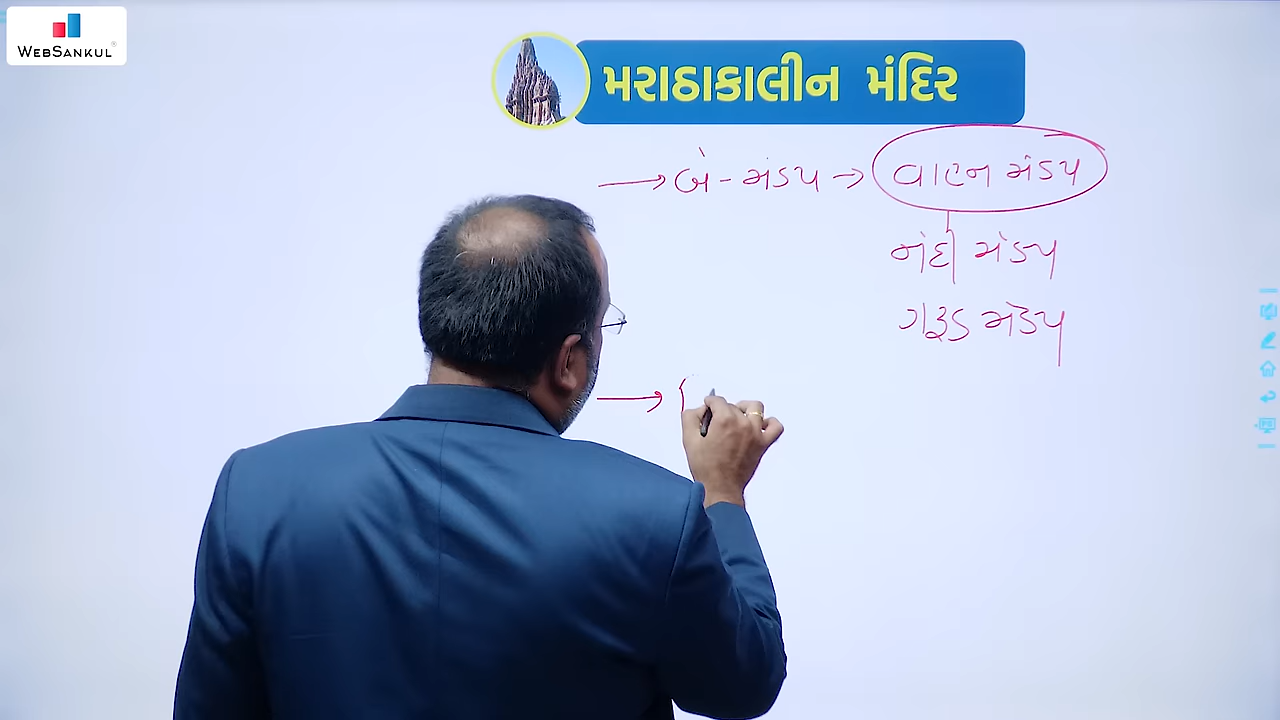 WEBSANKUL
મરાઠાકાલીન મંદિર
→ બે - મંડપ → વાહન મંડપ
નંદી મંડપ
ગરૂડ મંડપ
→